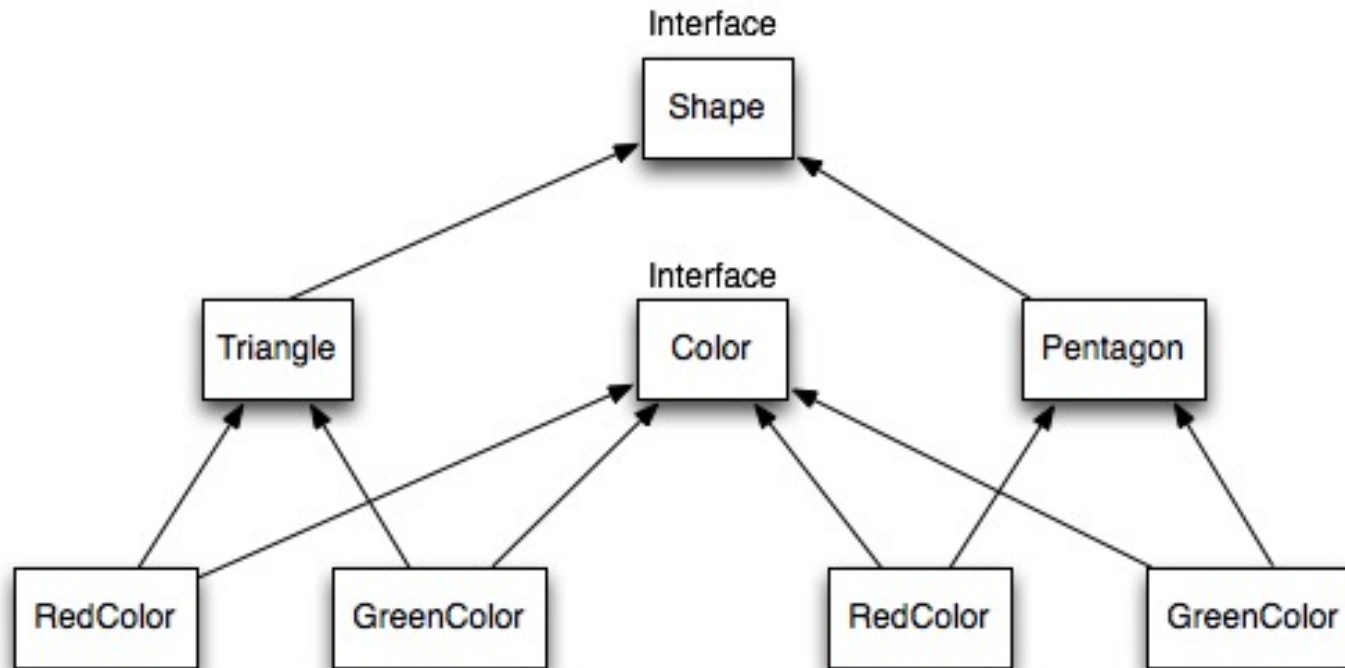 Interface
Shape
Interface
Triangle
Color
Pentagon
RedColor
GreenColor
RedColor
GreenColor